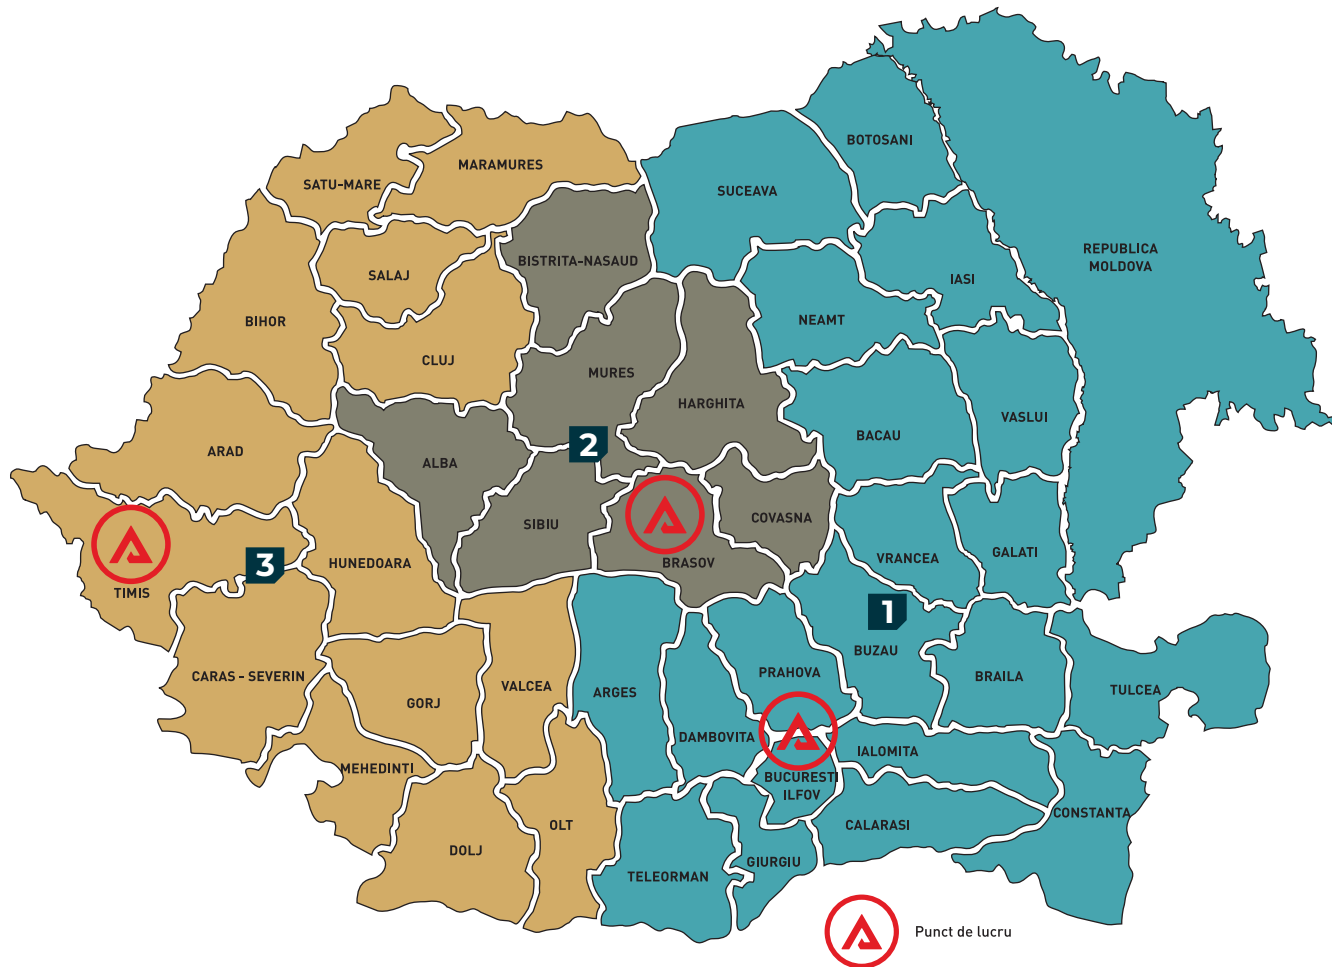 BOTOSANI
MARAMURES
SATU-MARE
SUCEAVA
REPUBLICA
MOLDOVA
BISTRITA-NASAUD
SALAJ
IASI
BIHOR
NEAMT
CLUJ
MURES
HARGHITA
VASLUI
BACAU
ARAD
ALBA
2
SIBIU
COVASNA
GALATI
VRANCEA
BRASOV
HUNEDOARA
3
TIMIS
1
BUZAU
PRAHOVA
CARAS - SEVERIN
BRAILA
VALCEA
ARGES
TULCEA
GORJ
DAMBOVITA
IALOMITA
MEHEDINTI
BUCURESTI
ILFOV
CONSTANTA
OLT
CALARASI
DOLJ
GIURGIU
TELEORMAN
Punct de lucru